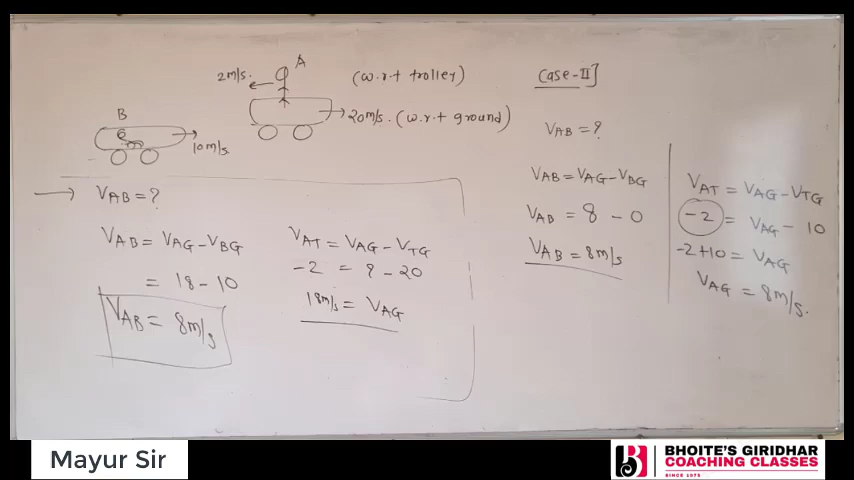 A
2m/s.
(w.r.t trolley)
20m/s. (w.r.t ground)
B
10m/s
VAB = ?
VAB = VAG - VBG
= 18 - 10
VAB = 8m/s
VAT = VAG - VTG
-2 = ? - 20
18m/s = VAG
Case-II]
VAB = ?
VAB = VAG - VBG
VAB = 8 - 0
VAB = 8m/s
VAT = VAG - VTG
-2 = VAG - 10
-2+10 = VAG
VAG = 8m/s.
Mayur Sir
BHOITE'S GIRIDHAR
COACHING CLASSES
SINCE 1975